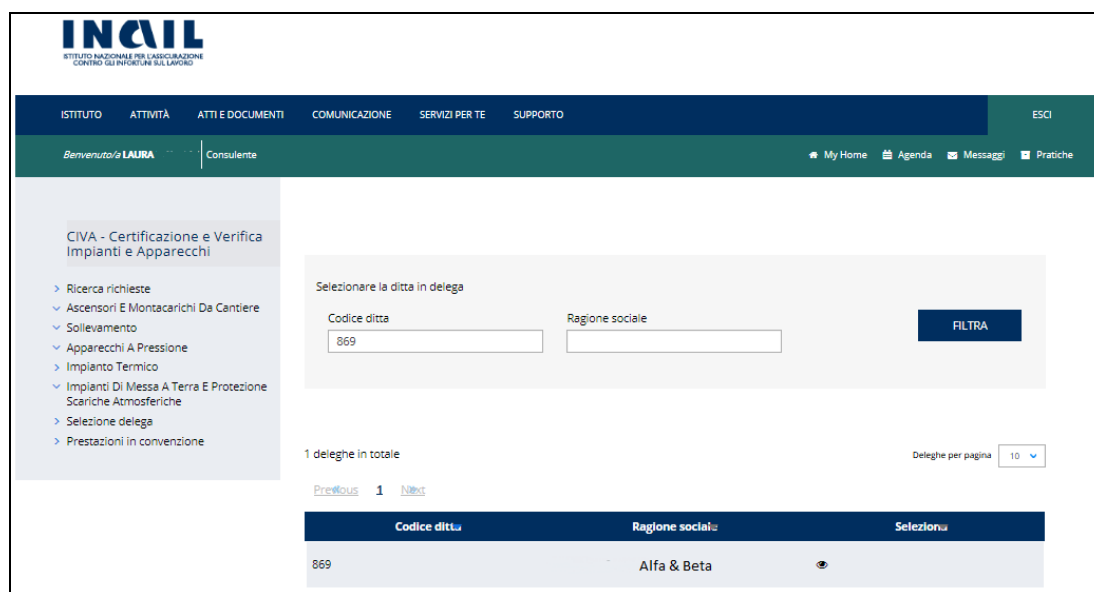 INAIL
ISTITUTO NAZIONALE PER L'ASSICURAZIONE
CONTRO GLI INFORTUNI SUL LAVORO
ISTITUTO ATTIVITÀ ATTI E DOCUMENTI COMUNICAZIONE SERVIZI PER TE SUPPORTO ESCI
Benvenuto/a LAURA Consulente My Home Agenda Messaggi Pratiche
CIVA - Certificazione e Verifica
Impianti e Apparecchi
Ricerca richieste
Ascensori E Montacarichi Da Cantiere
Sollevamento
Apparecchi A Pressione
Impianto Termico
Impianti Di Messa A Terra E Protezione
Scariche Atmosferiche
Selezione delega
Prestazioni in convenzione
Selezionare la ditta in delega
Codice ditta Ragione sociale
869
FILTRA
1 deleghe in totale
Deleghe per pagina 10
Previous 1 Next
Codice ditta Ragione sociale Seleziona
869 Alfa & Beta